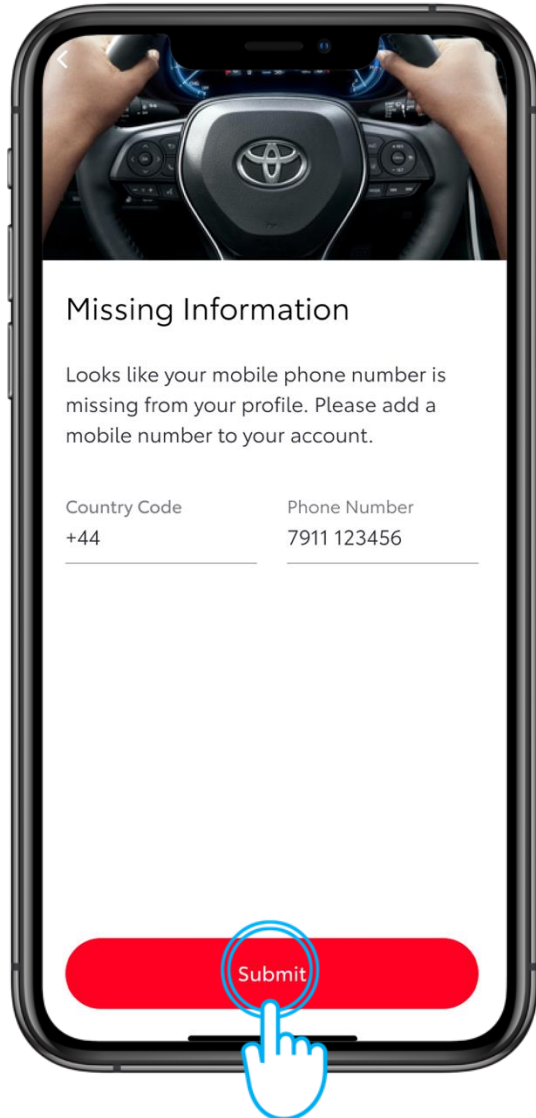 Missing Information
Looks like your mobile phone number is
missing from your profile. Please add a
mobile number to your account.
Country Code Phone Number
+44 7911 123456
Submit